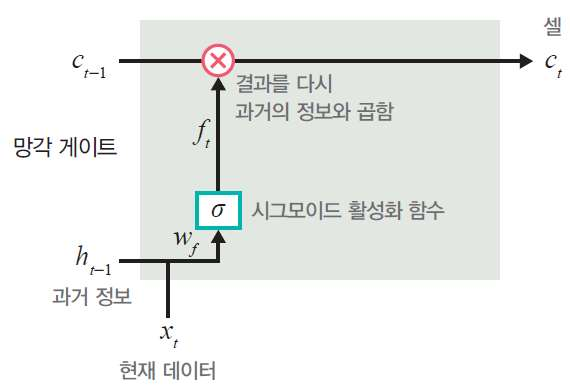 셀
c_{t-1}
c_t
결과를 다시
과거의 정보와 곱함
f_t
망각 게이트
σ
시그모이드 활성화 함수
w_f
h_{t-1}
과거 정보
x_t
현재 데이터